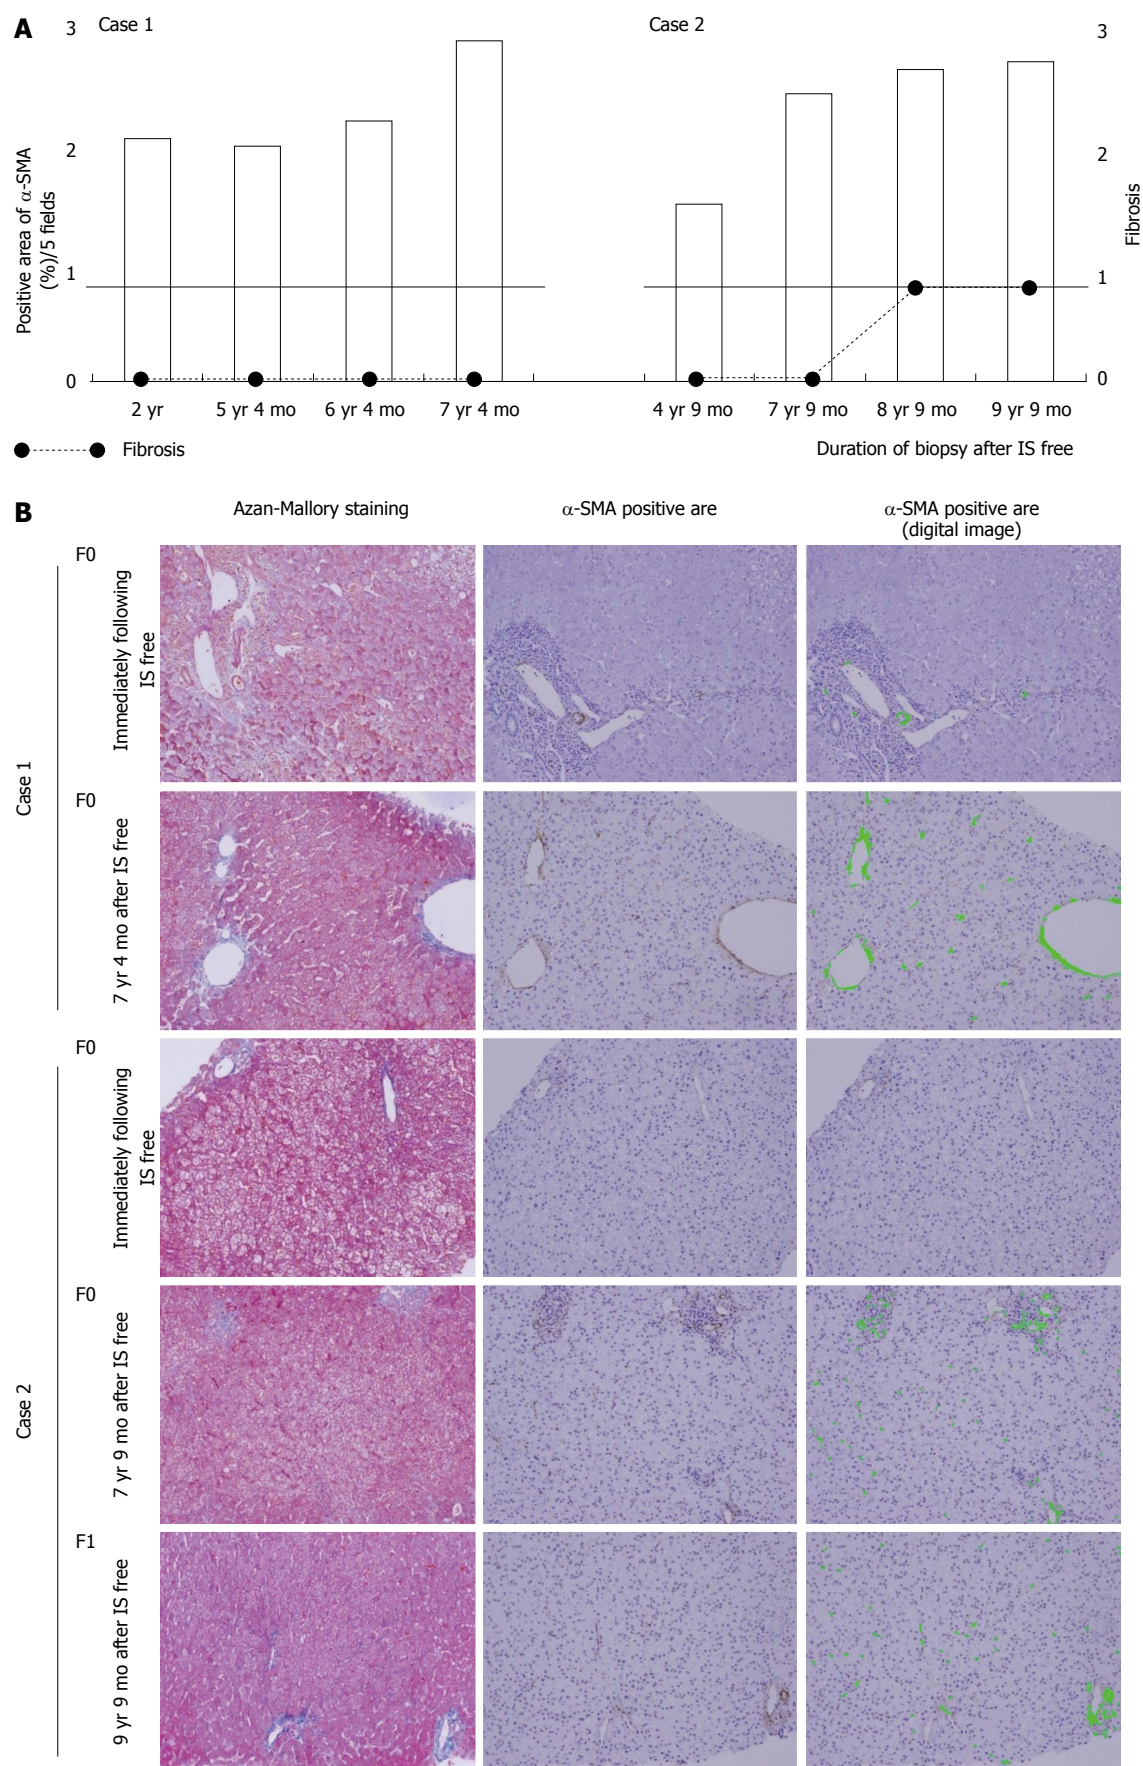 A
Case 1
Case 2
3
2
1
0
Positive area of α-SMA
(%)/5 fields
3
2
1
0
Fibrosis
2 yr
5 yr 4 mo
6 yr 4 mo
7 yr 4 mo
4 yr 9 mo
7 yr 9 mo
8 yr 9 mo
9 yr 9 mo
Fibrosis
Duration of biopsy after IS free
B
Azan-Mallory staining
α-SMA positive are
α-SMA positive are
(digital image)
Case 1
F0
Immediately following
IS free
F0
7 yr 4 mo after IS free
Case 2
F0
Immediately following
IS free
F0
7 yr 9 mo after IS free
F1
9 yr 9 mo after IS free